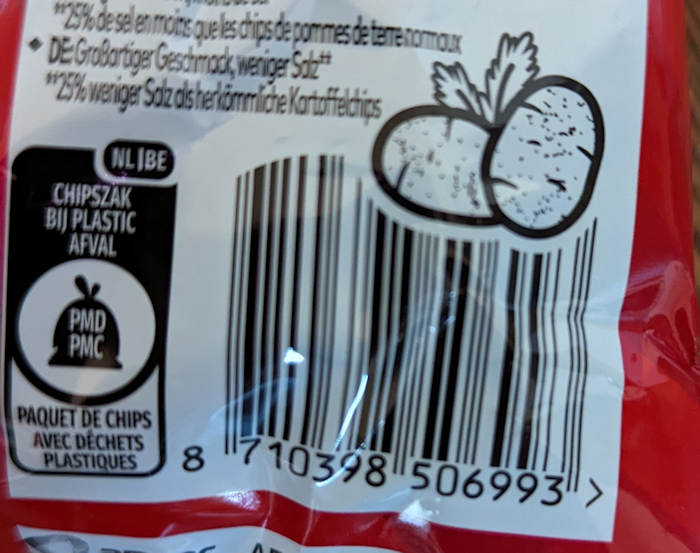 **25% de sel en moins que les chips de pommes de terre normaux
DE: Großartiger Geschmack, weniger Salz**
**25% weniger Salz als herkömmliche Kartoffelchips
NL|BE
CHIPSZAK
BIJ PLASTIC
AFVAL
PMD
PMC
PAQUET DE CHIPS
AVEC DÉCHETS
PLASTIQUES
8 710398 506993 >